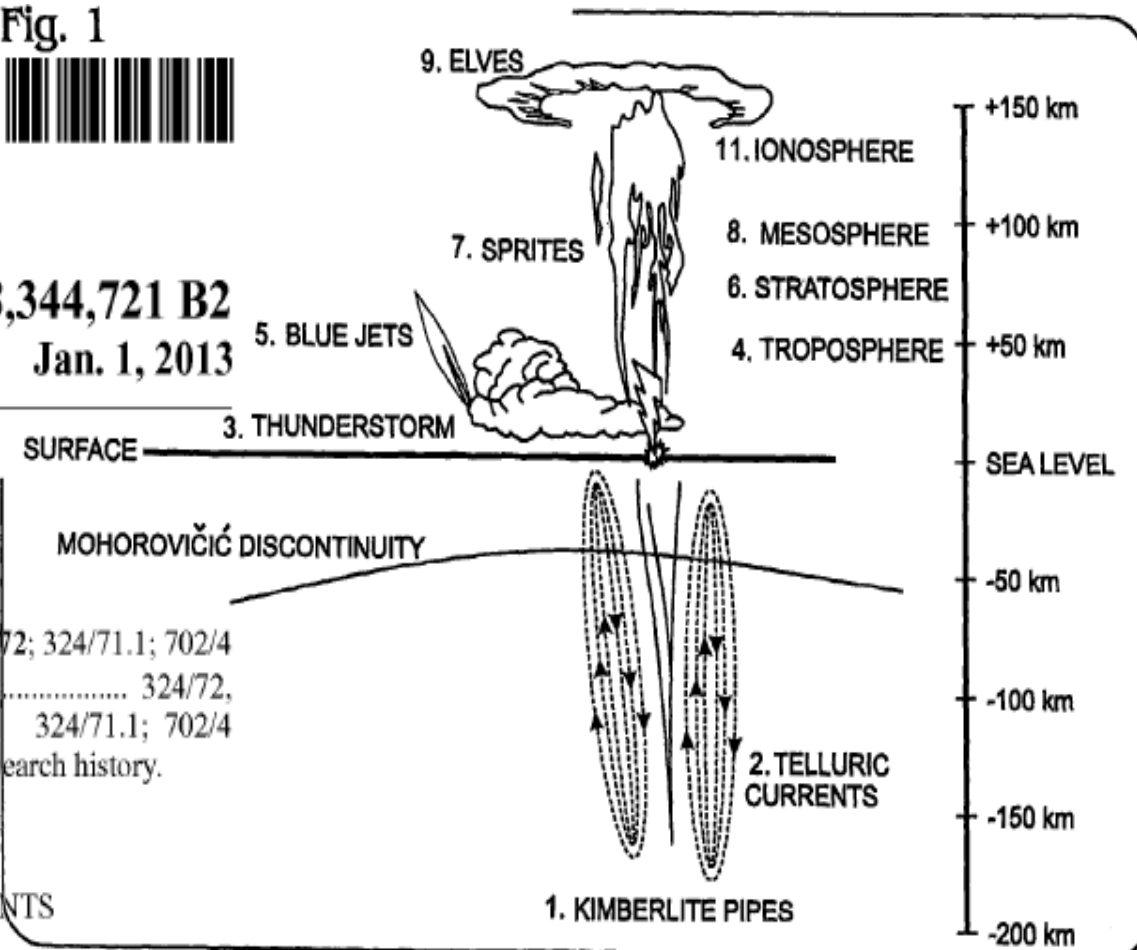 Fig. 1
9. ELVES
+150 km
11. IONOSPHERE
+100 km
8. MESOSPHERE
7. SPRITES
6. STRATOSPHERE
,344,721 B2
5. BLUE JETS
4. TROPOSPHERE
+50 km
Jan. 1, 2013
3. THUNDERSTORM
SURFACE
SEA LEVEL
MOHOROVIČIĆ DISCONTINUITY
-50 km
72; 324/71.1; 702/4
................. 324/72,
-100 km
324/71.1; 702/4
earch history.
2. TELLURIC
CURRENTS
-150 km
NTS
1. KIMBERLITE PIPES
-200 km